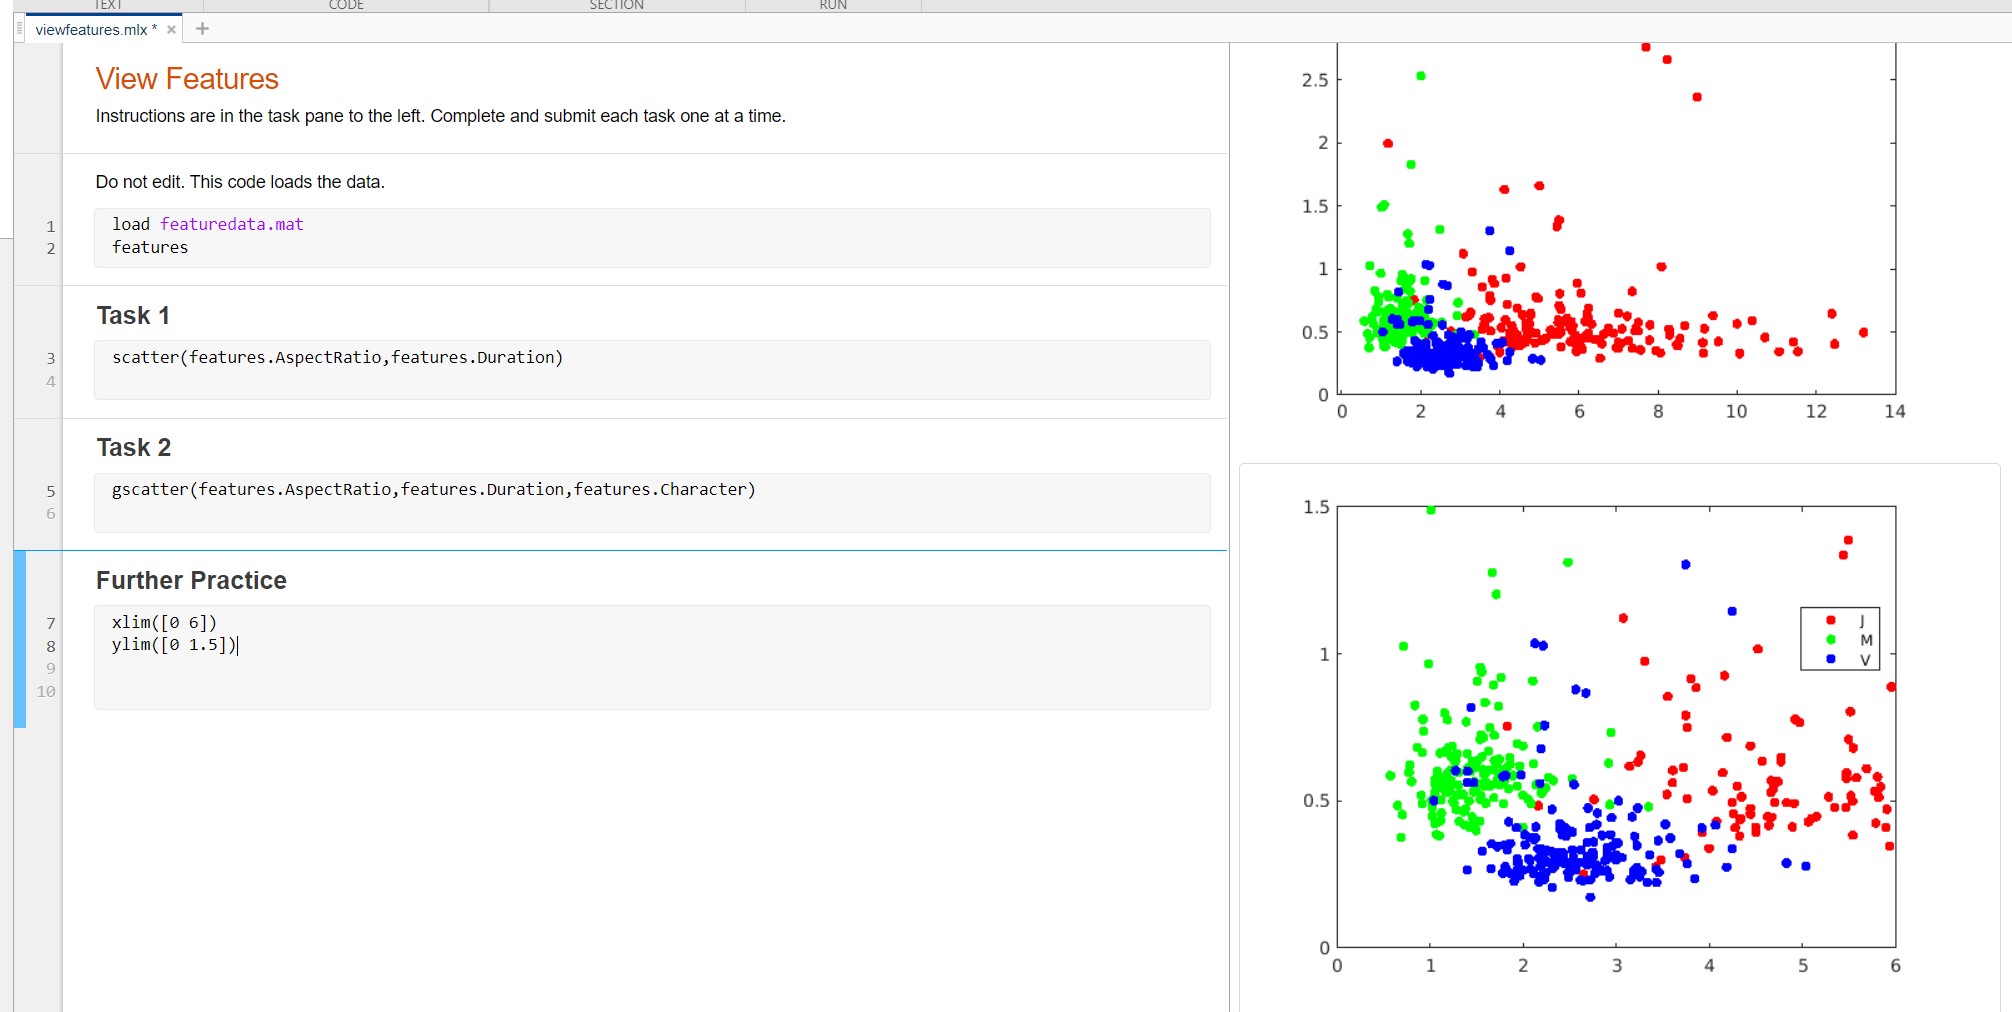 TEXT
CODE
SECTION
RUN
viewfeatures.mlx * × +
View Features
Instructions are in the task pane to the left. Complete and submit each task one at a time.
Do not edit. This code loads the data.
1 load featuredata.mat
2 features
Task 1
3 scatter(features.AspectRatio,features.Duration)
4
Task 2
5 gscatter(features.AspectRatio,features.Duration,features.Character)
6
Further Practice
7 xlim([0 6])
8 ylim([0 1.5])
9
10
2.5
2
1.5
1
0.5
0
0 2 4 6 8 10 12 14
1.5
1
0.5
0
0 1 2 3 4 5 6
J
M
V